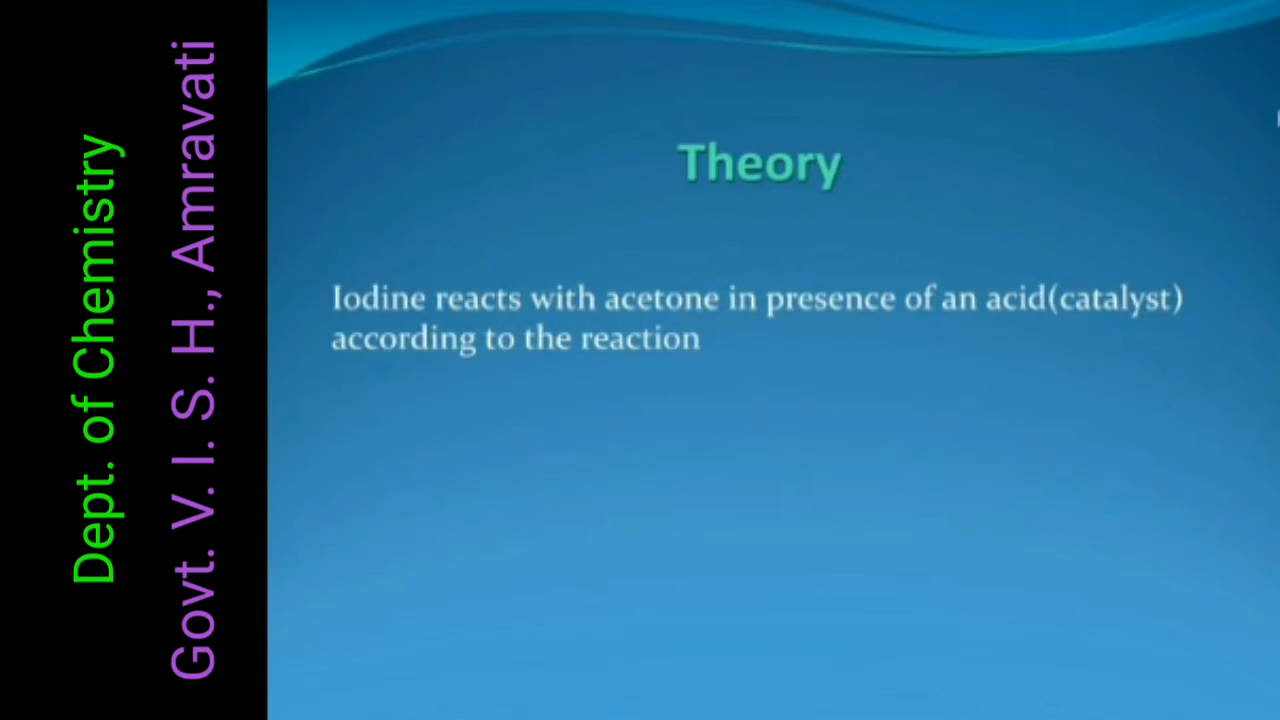 Dept. of Chemistry
Govt. V. I. S. H., Amravati
Theory
Iodine reacts with acetone in presence of an acid(catalyst)
according to the reaction